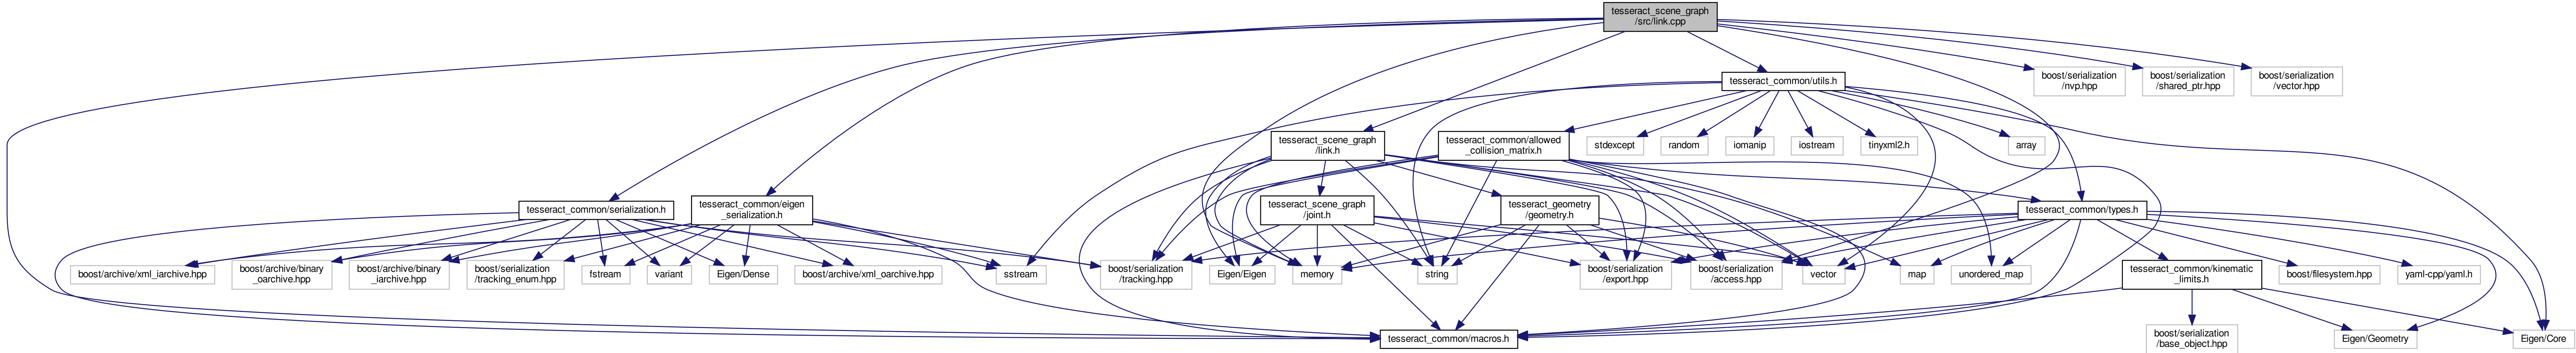 tesseract_scene_graph
/src/link.cpp
tesseract_common/utils.h
boost/serialization
/nvp.hpp
boost/serialization
/shared_ptr.hpp
boost/serialization
/vector.hpp
tesseract_scene_graph
/link.h
tesseract_common/allowed
_collision_matrix.h
stdexcept
random
iomanip
iostream
tinyxml2.h
array
tesseract_common/serialization.h
tesseract_common/eigen
_serialization.h
tesseract_scene_graph
/joint.h
tesseract_geometry
/geometry.h
tesseract_common/types.h
boost/archive/xml_iarchive.hpp
boost/archive/binary
_oarchive.hpp
boost/archive/binary
_iarchive.hpp
boost/serialization
/tracking_enum.hpp
fstream
variant
Eigen/Dense
boost/archive/xml_oarchive.hpp
sstream
boost/serialization
/tracking.hpp
Eigen/Eigen
memory
string
boost/serialization
/export.hpp
boost/serialization
/access.hpp
vector
map
unordered_map
tesseract_common/kinematic
_limits.h
boost/filesystem.hpp
yaml-cpp/yaml.h
tesseract_common/macros.h
boost/serialization
/base_object.hpp
Eigen/Geometry
Eigen/Core